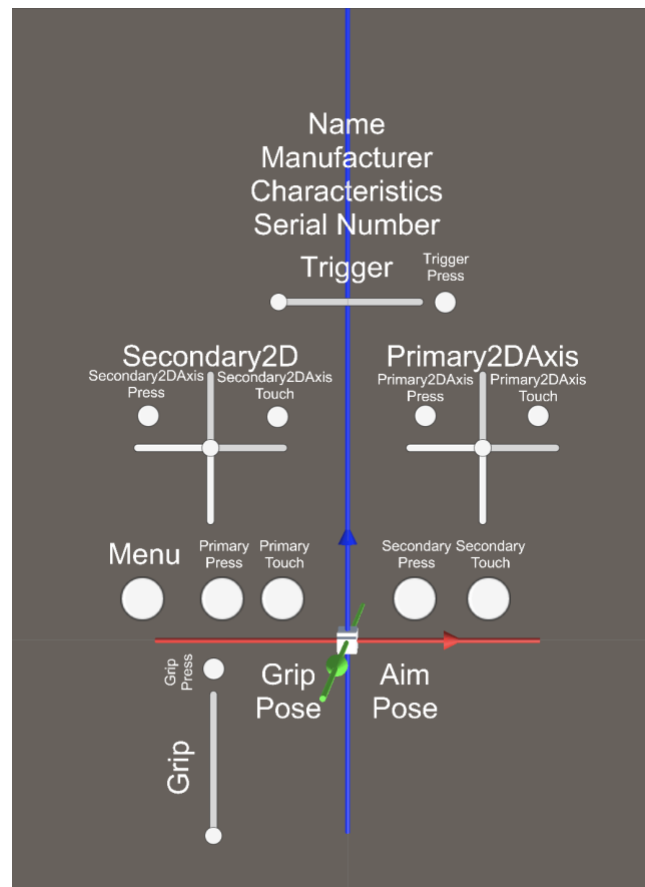 Name
Manufacturer
Characteristics
Serial Number
Trigger
Trigger
Press
Secondary2D
Secondary2DAxis
Press
Secondary2DAxis
Touch
Primary2DAxis
Primary2DAxis
Press
Primary2DAxis
Touch
Menu
Primary
Press
Primary
Touch
Secondary
Press
Secondary
Touch
Grip
Press
Grip
Pose
Aim
Pose
Grip